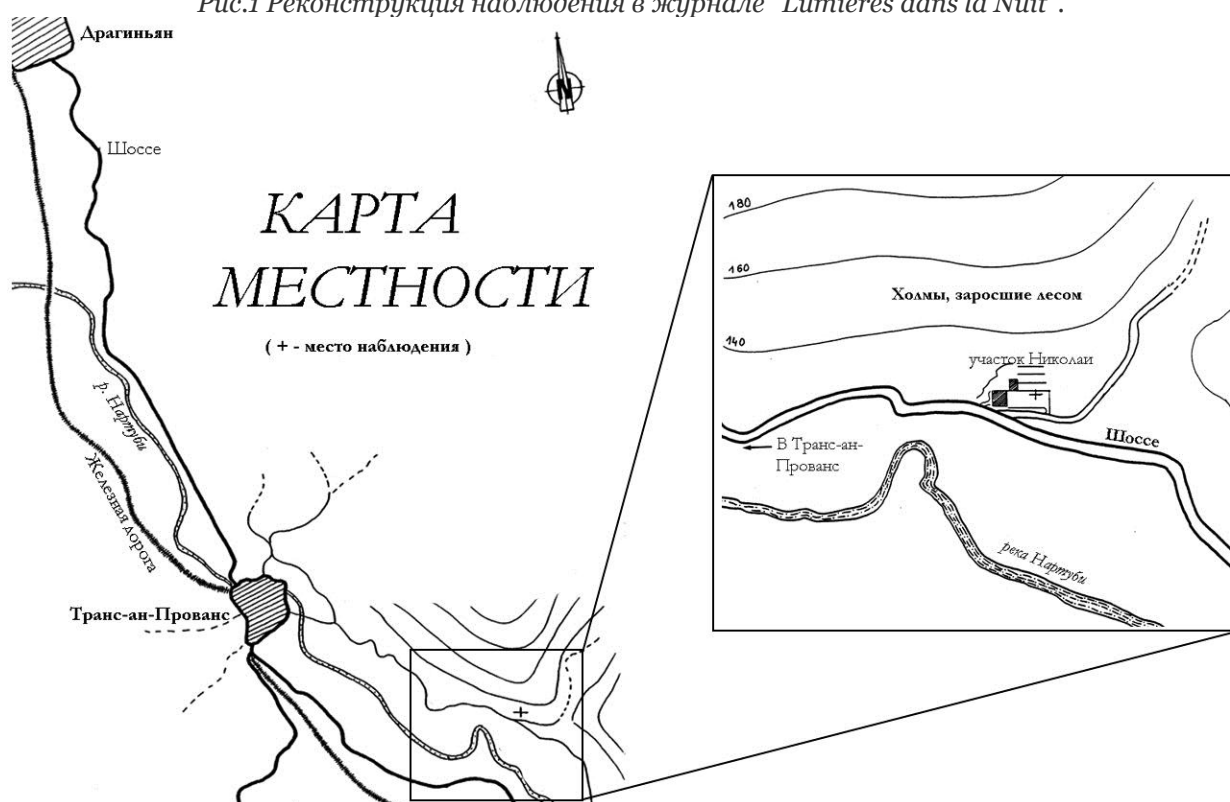 Рис.1 Реконструкция наблюдения в журнале "Lumieres dans la Nuit".
Драгиньян
N
Шоссе
КАРТА
МЕСТНОСТИ
( + - место наблюдения )
р. Нартуби
Железная дорога
Транс-ан-Прованс
180
160
Холмы, заросшие лесом
140
участок Николаи
Шоссе
В Транс-ан-
Прованс
река Нартуби